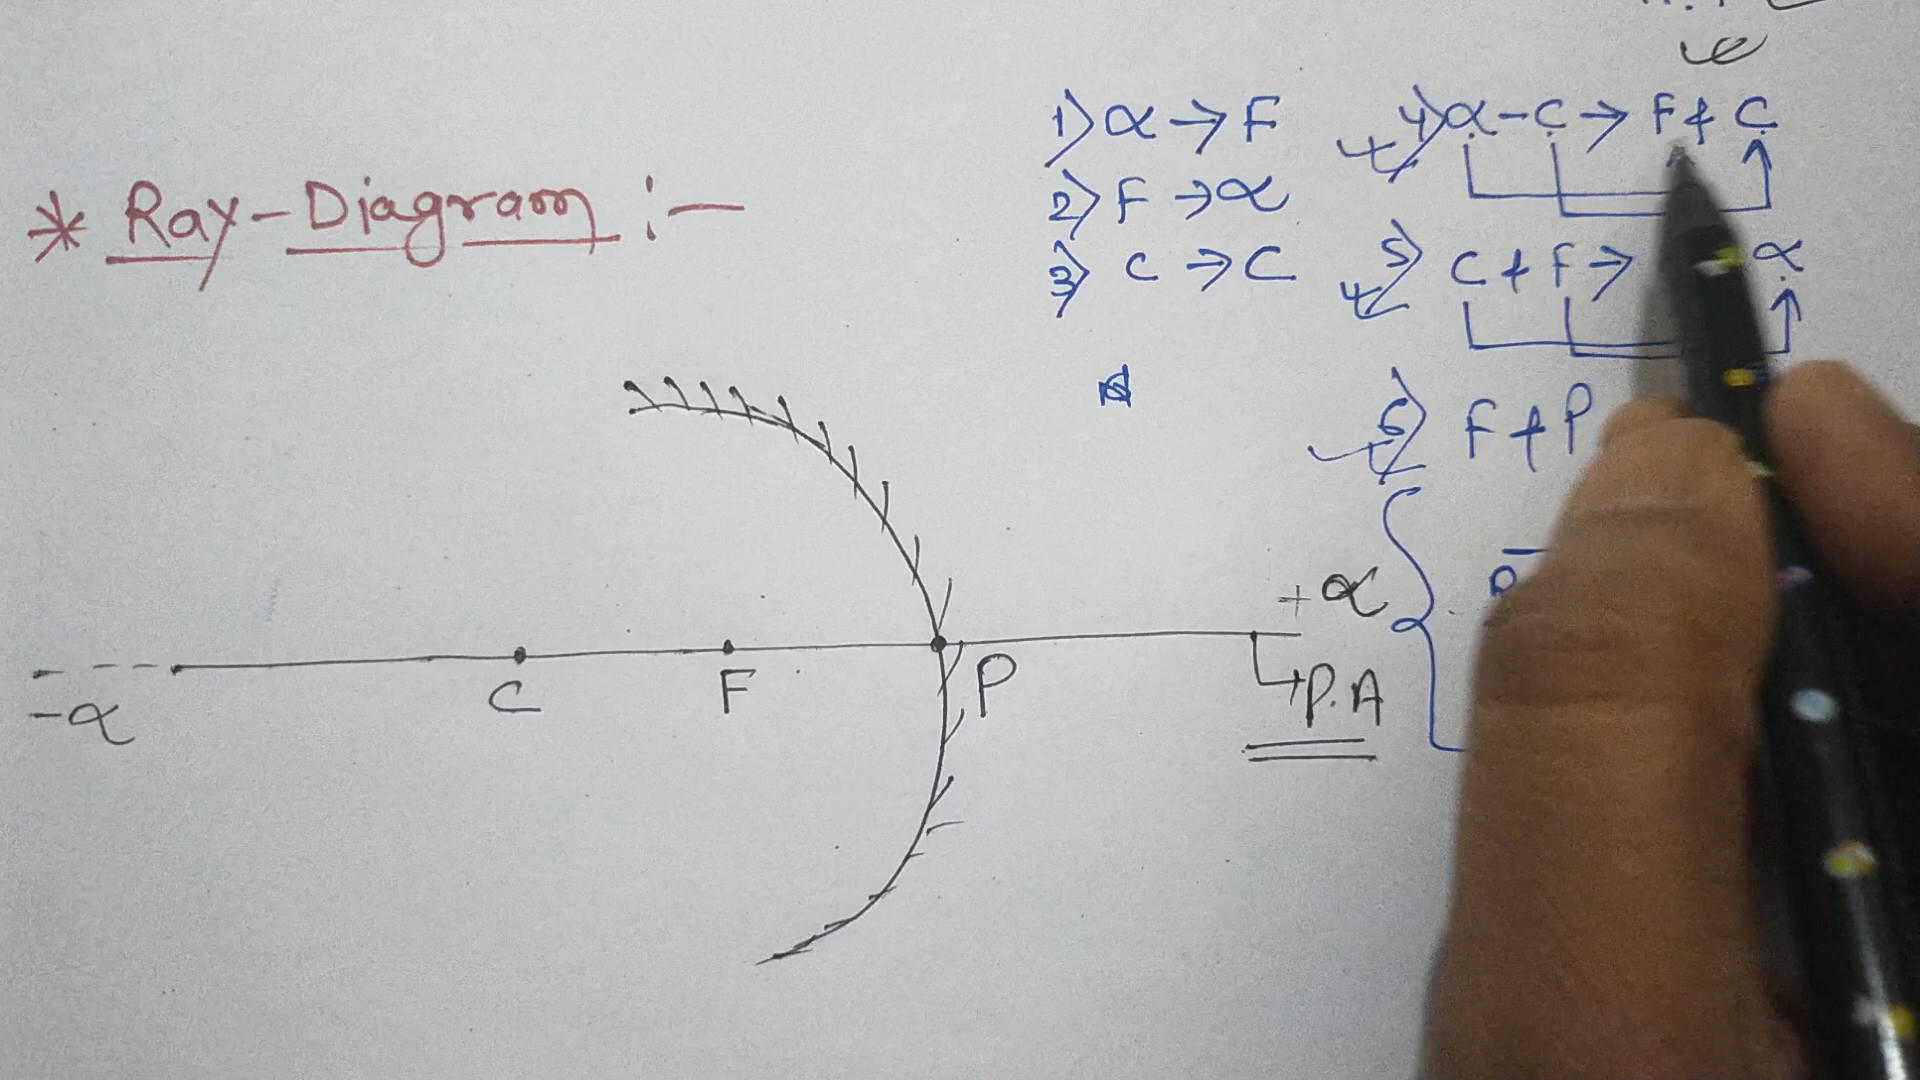 * Ray-Diagram :-
1) α → F
2) F → α
3) C → C
4) α - C → F + C
5) C + F → α
6) F + P
C
F
P
-α
+ α
P.A